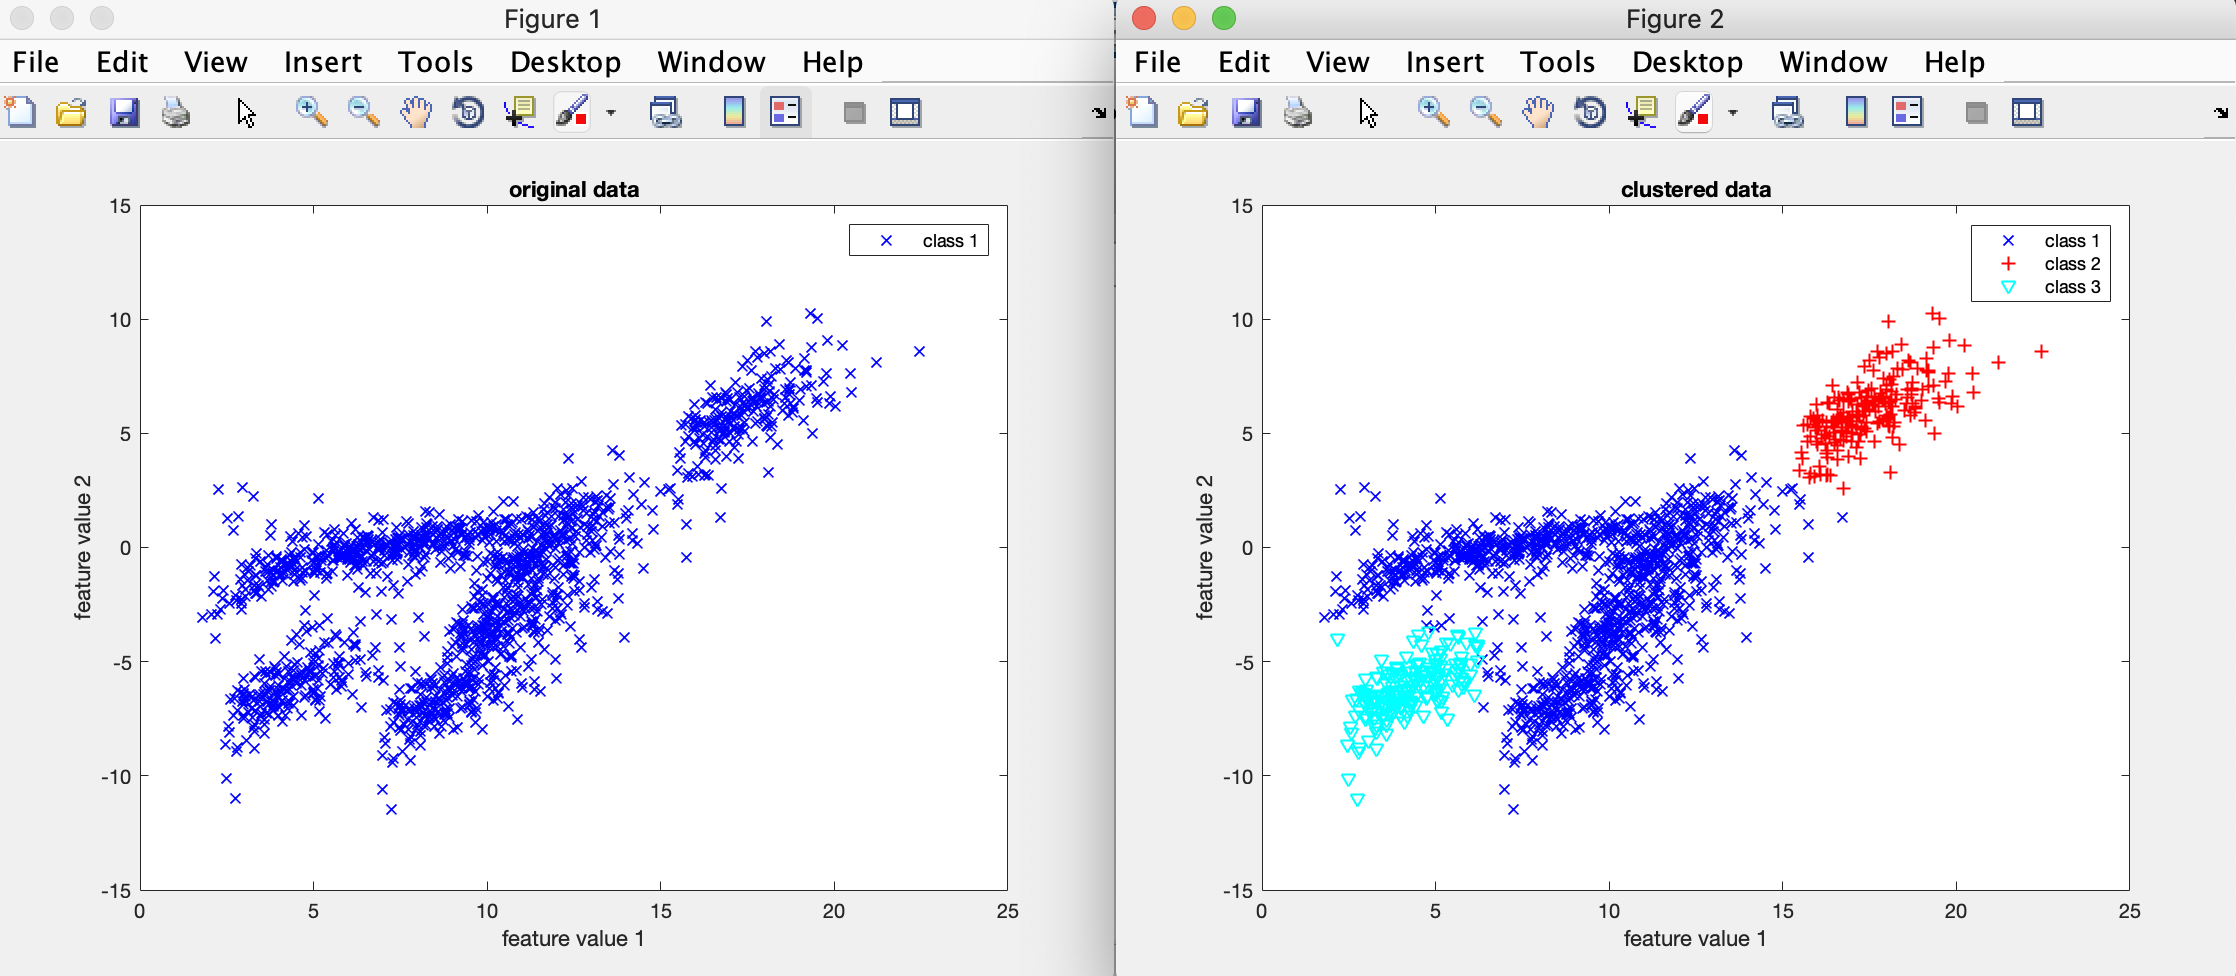 Figure 1
File Edit View Insert Tools Desktop Window Help
original data
class 1
15
10
5
0
-5
-10
-15
feature value 2
0 5 10 15 20 25
feature value 1
Figure 2
File Edit View Insert Tools Desktop Window Help
clustered data
class 1
class 2
class 3
15
10
5
0
-5
-10
-15
feature value 2
0 5 10 15 20 25
feature value 1